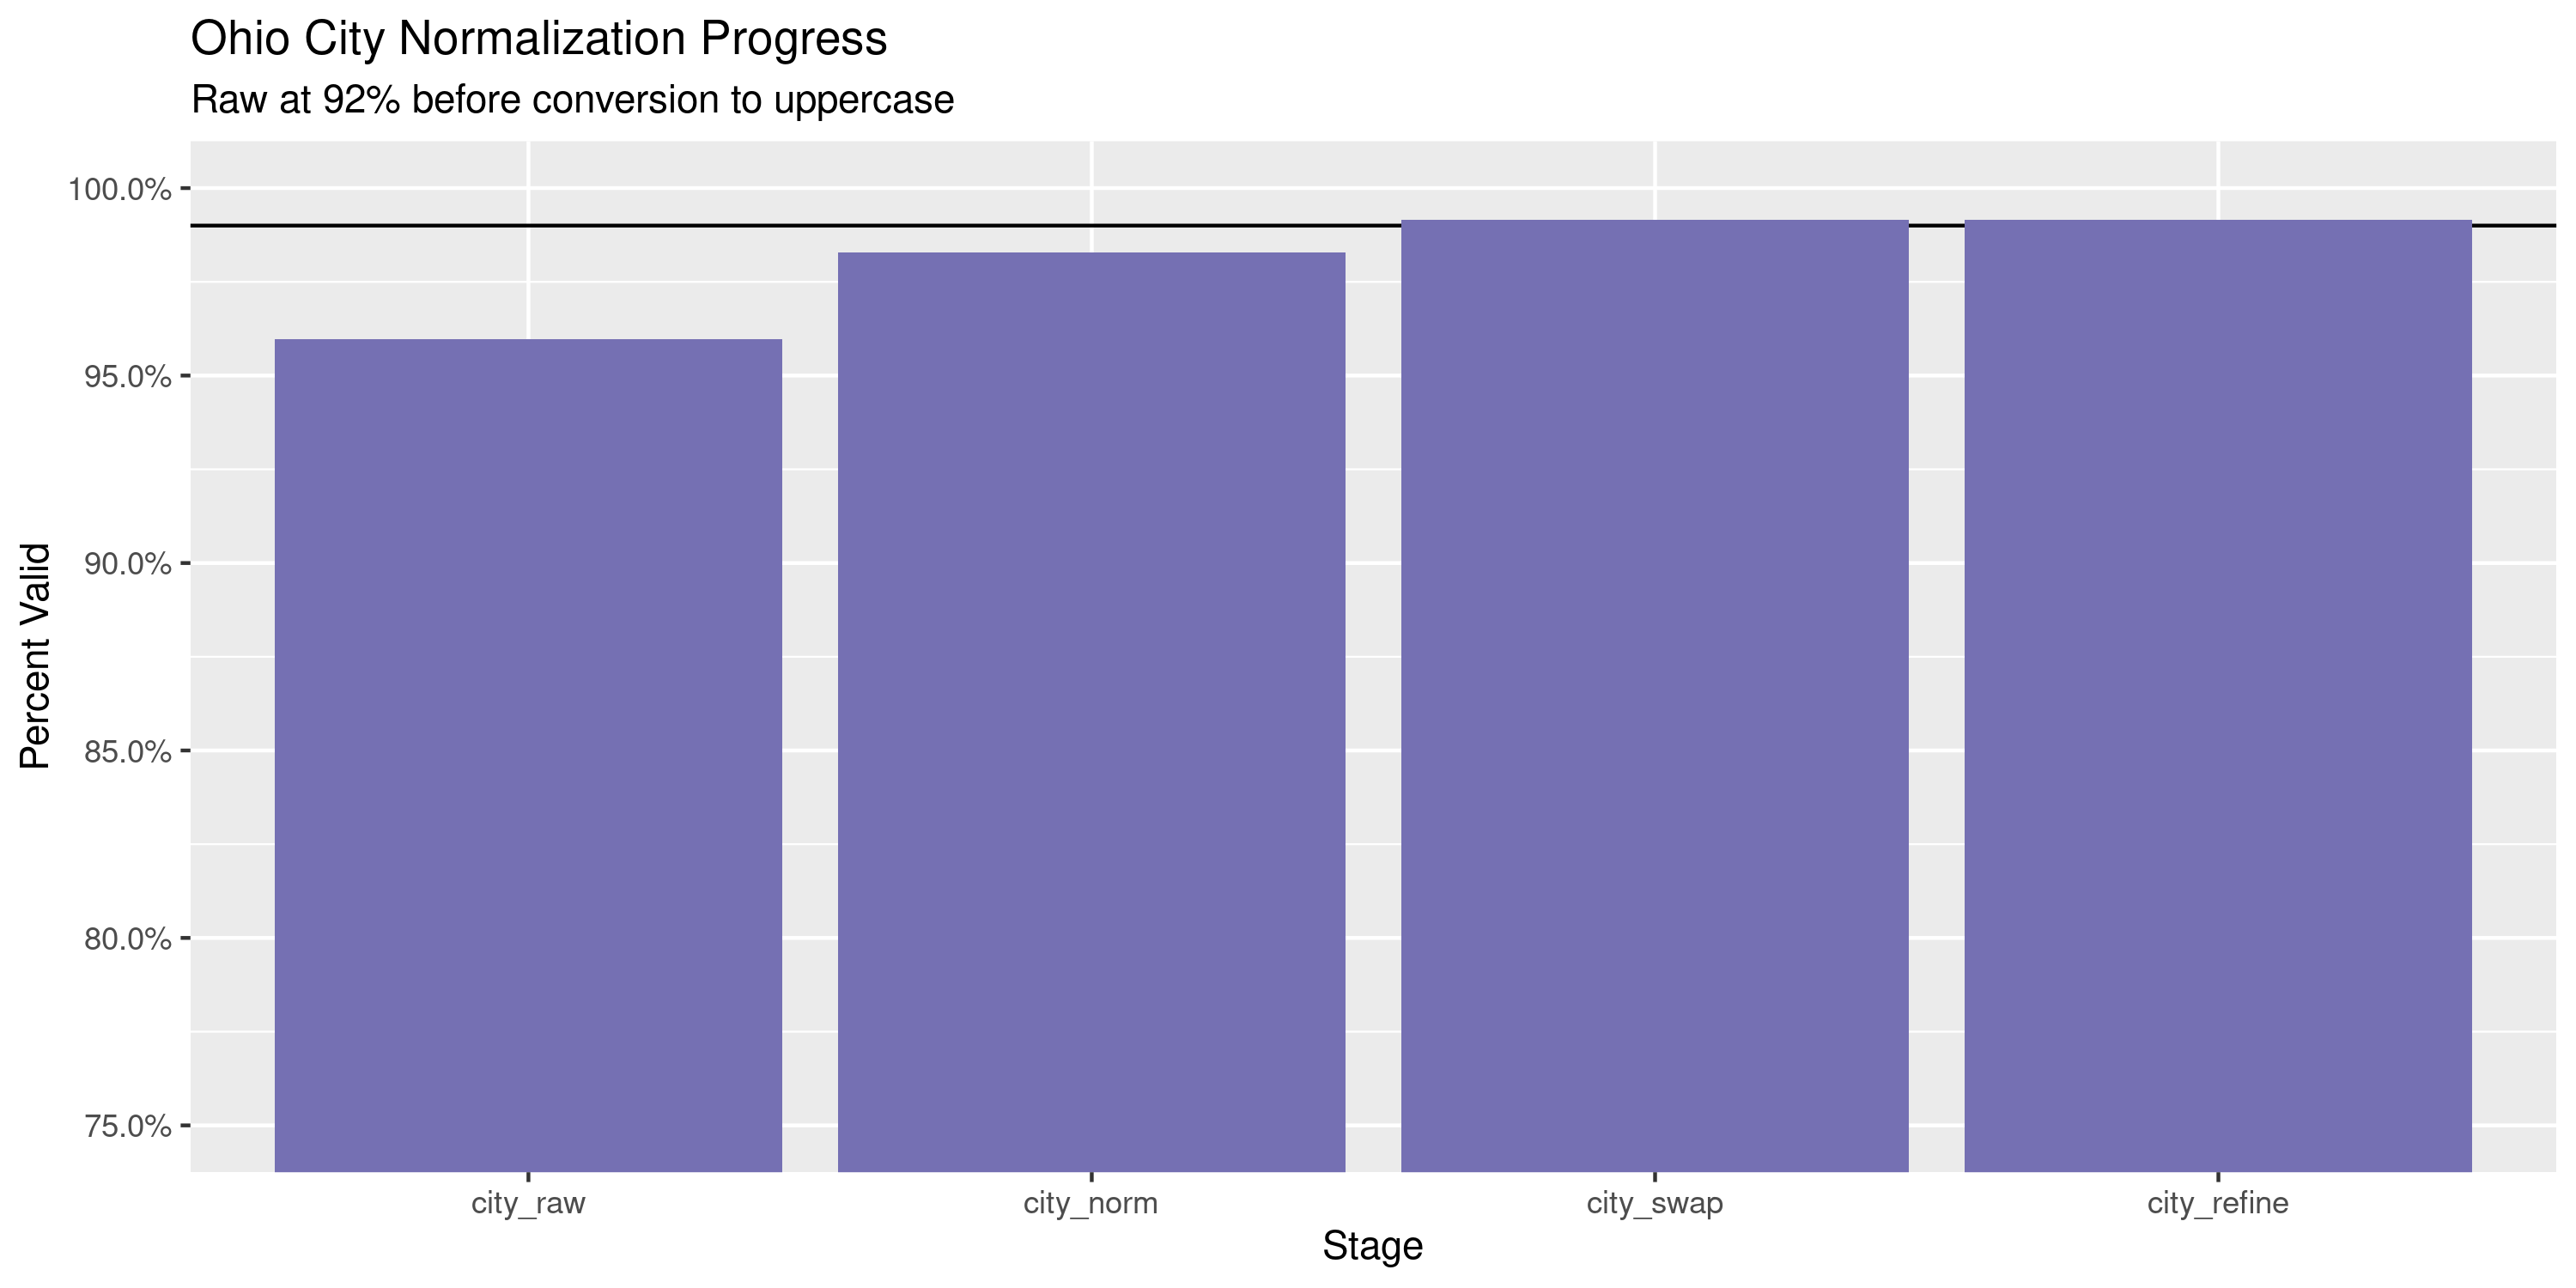 Ohio City Normalization Progress
Raw at 92% before conversion to uppercase
100.0%
95.0%
90.0%
85.0%
80.0%
75.0%
Percent Valid
city_raw
city_norm
city_swap
city_refine
Stage